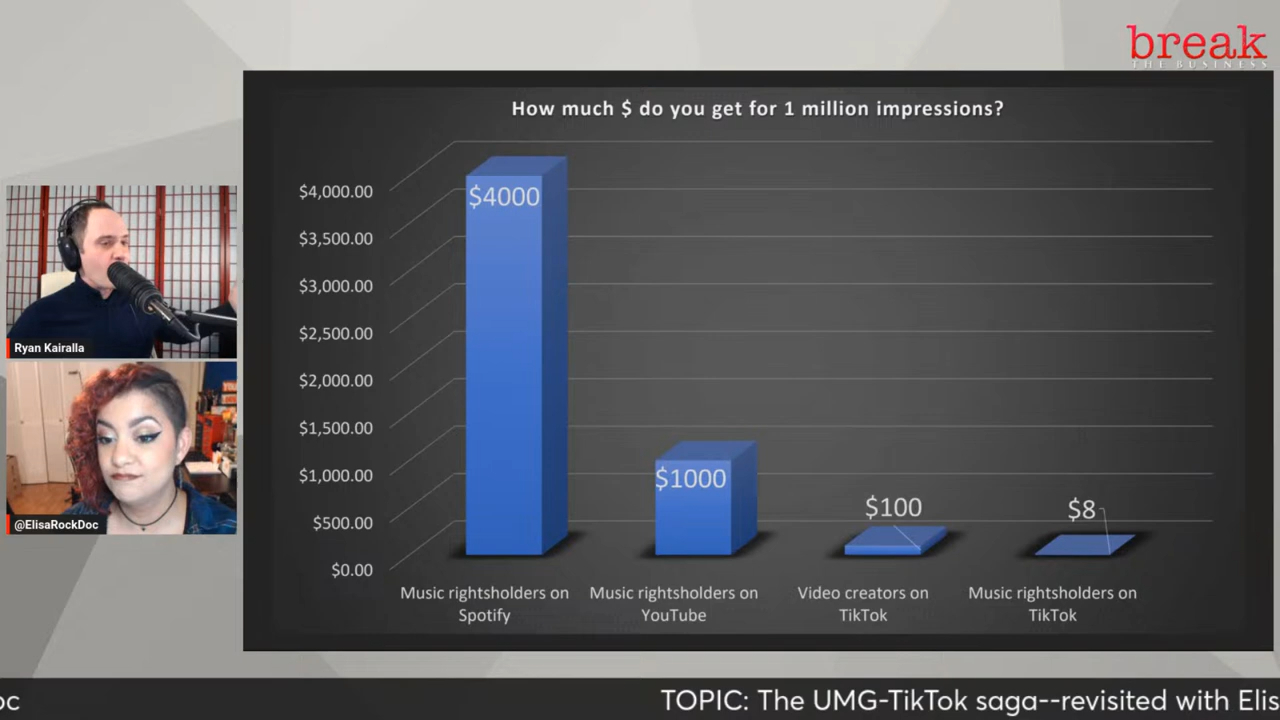 break
THE BUSINESS
How much $ do you get for 1 million impressions?
$4,000.00
$3,500.00
$3,000.00
$2,500.00
$2,000.00
$1,500.00
$1,000.00
$500.00
$0.00
$4000
$1000
$100
$8
Music rightsholders on
Spotify
Music rightsholders on
YouTube
Video creators on
TikTok
Music rightsholders on
TikTok
Ryan Kairalla
@ElisaRockDoc
oc
TOPIC: The UMG-TikTok saga--revisited with Elis